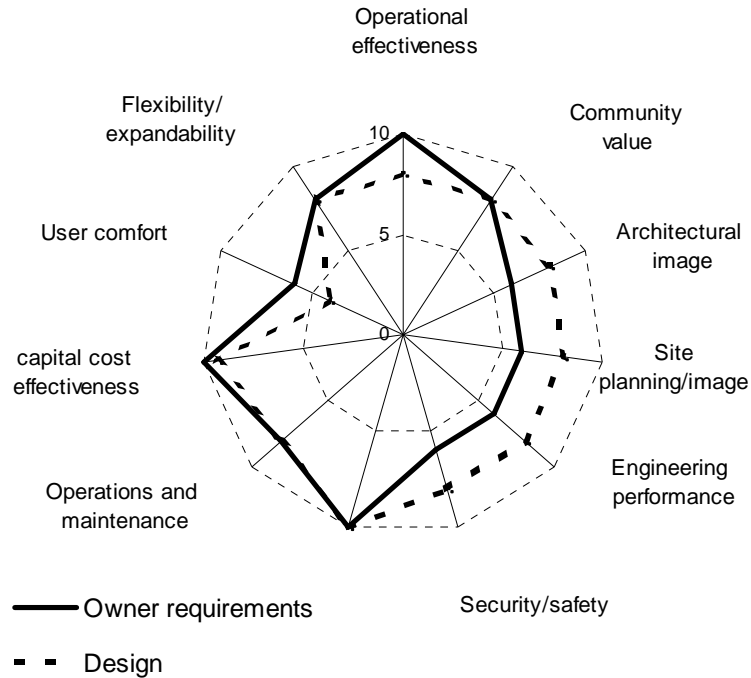 Operational
effectiveness
Flexibility/
expandability
Community
value
10
User comfort
5
Architectural
image
0
capital cost
effectiveness
Site
planning/image
Operations and
maintenance
Engineering
performance
Owner requirements
Security/safety
Design